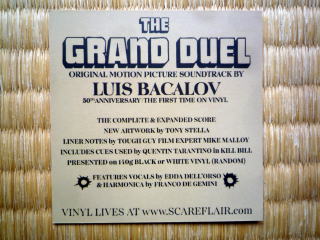 THE
GRAND DUEL
ORIGINAL MOTION PICTURE SOUNDTRACK BY
LUIS BACALOV
50TH ANNIVERSARY/THE FIRST TIME ON VINYL
THE COMPLETE & EXPANDED SCORE
NEW ARTWORK by TONY STELLA
LINER NOTES by TOUGH GUY FILM EXPERT MIKE MALLOY
INCLUDES CUES USED by QUENTIN TARANTINO in KILL BILL
PRESENTED on 140g BLACK or WHITE VINYL (RANDOM)
FEATURES VOCALS by EDDA DELL'ORSO
& HARMONICA by FRANCO DE GEMINI
VINYL LIVES AT www.SCAREFLAIR.com